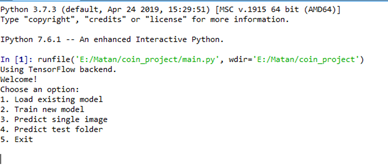 Python 3.7.3 (default, Apr 24 2019, 15:29:51) [MSC v.1915 64 bit (AMD64)]
Type "copyright", "credits" or "license" for more information.
IPython 7.6.1 -- An enhanced Interactive Python.
In [1]: runfile('E:/Matan/coin_project/main.py', wdir='E:/Matan/coin_project')
Using TensorFlow backend.
Welcome!
Choose an option:
1. Load existing model
2. Train new model
3. Predict single image
4. Predict test folder
5. Exit